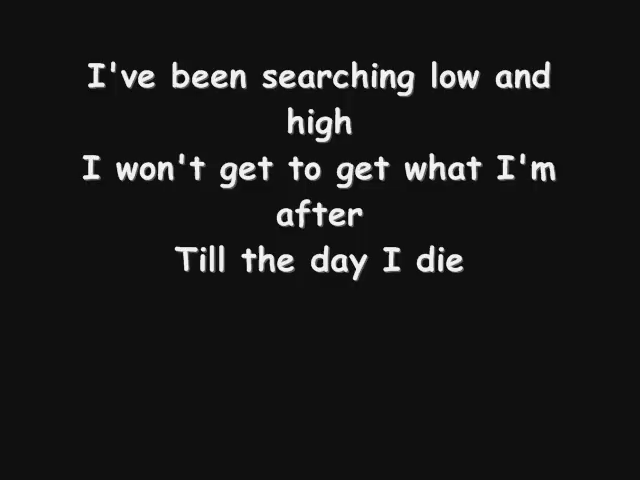 I've been searching low and
high
I won't get to get what I'm
after
Till the day I die